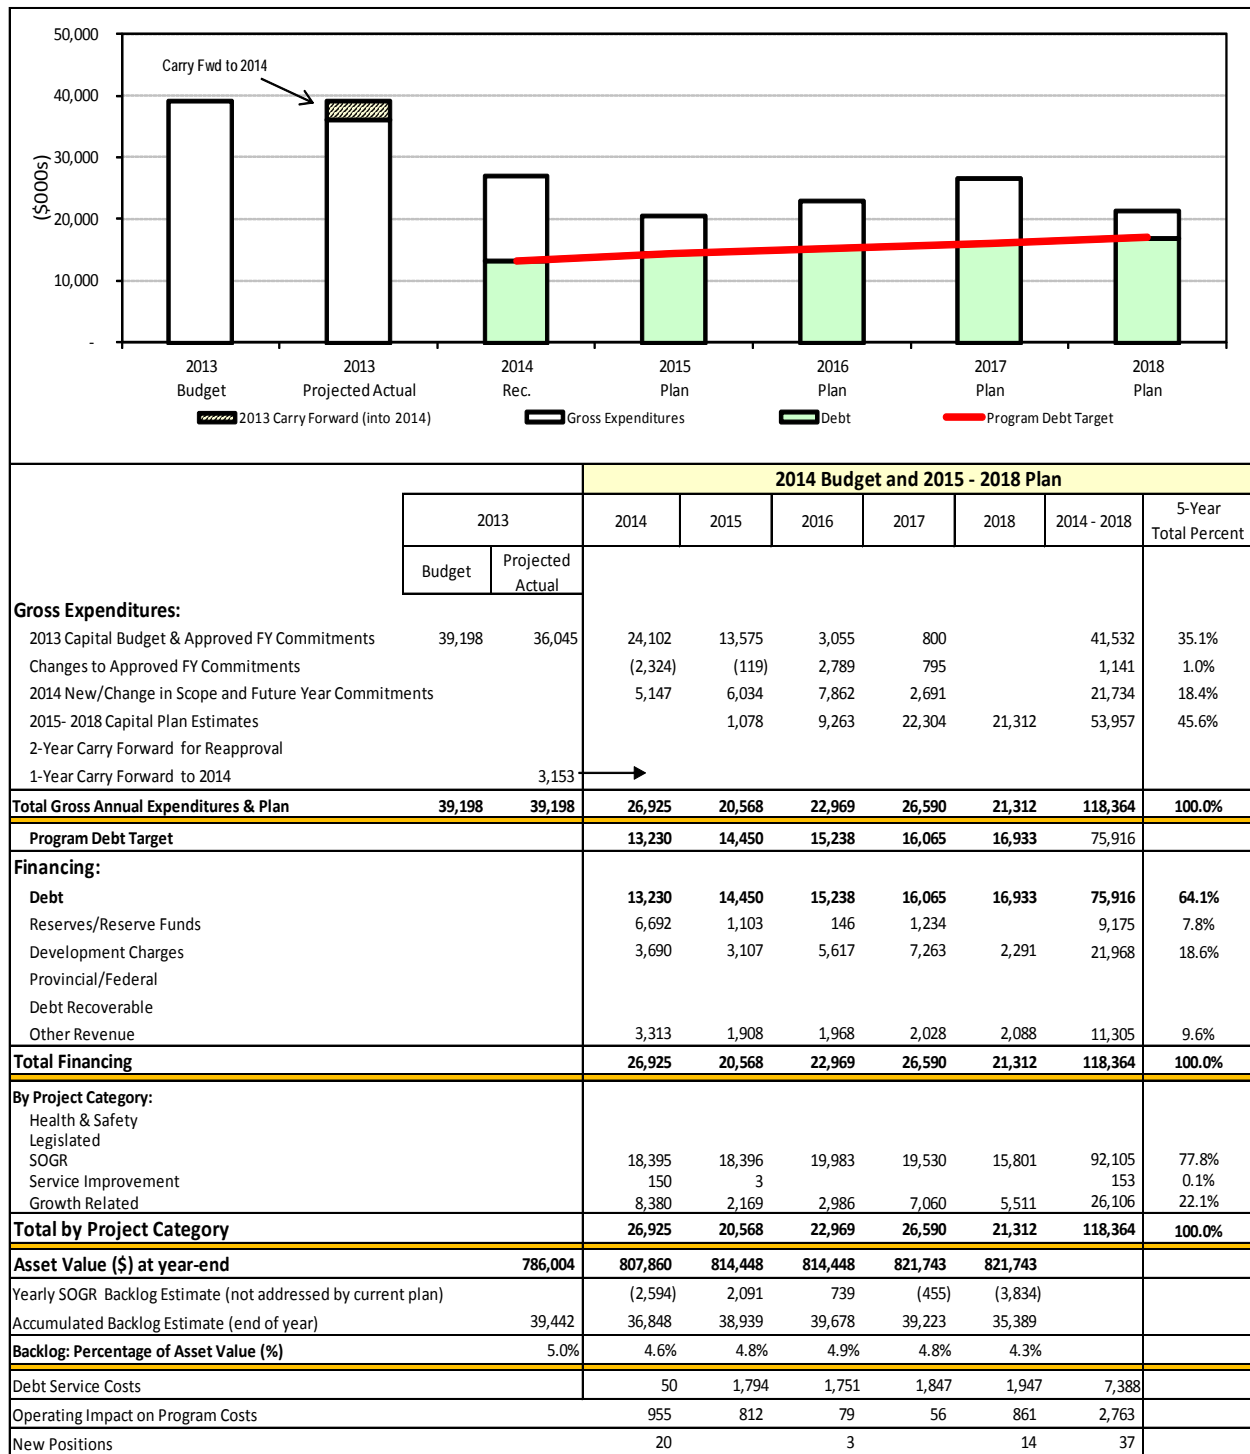 50,000
Carry Fwd to 2014
40,000
30,000
($000s)
20,000
10,000
-
2013 2013 2014 2015 2016 2017 2018
Budget Projected Actual Rec. Plan Plan Plan Plan
2013 Carry Forward (into 2014) Gross Expenditures Debt Program Debt Target
2014 Budget and 2015 - 2018 Plan
2013 2014 2015 2016 2017 2018 2014 - 2018 5-Year
Total Percent
Budget Projected
Actual
Gross Expenditures:
2013 Capital Budget & Approved FY Commitments 39,198 36,045 24,102 13,575 3,055 800 41,532 35.1%
Changes to Approved FY Commitments (2,324) (119) 2,789 795 1,141 1.0%
2014 New/Change in Scope and Future Year Commitments 5,147 6,034 7,862 2,691 21,734 18.4%
2015- 2018 Capital Plan Estimates 1,078 9,263 22,304 21,312 53,957 45.6%
2-Year Carry Forward for Reapproval
1-Year Carry Forward to 2014 3,153
Total Gross Annual Expenditures & Plan 39,198 39,198 26,925 20,568 22,969 26,590 21,312 118,364 100.0%
Program Debt Target 13,230 14,450 15,238 16,065 16,933 75,916
Financing:
Debt 13,230 14,450 15,238 16,065 16,933 75,916 64.1%
Reserves/Reserve Funds 6,692 1,103 146 1,234 9,175 7.8%
Development Charges 3,690 3,107 5,617 7,263 2,291 21,968 18.6%
Provincial/Federal
Debt Recoverable
Other Revenue 3,313 1,908 1,968 2,028 2,088 11,305 9.6%
Total Financing 26,925 20,568 22,969 26,590 21,312 118,364 100.0%
By Project Category:
Health & Safety
Legislated
SOGR 18,395 18,396 19,983 19,530 15,801 92,105 77.8%
Service Improvement 150 3 153 0.1%
Growth Related 8,380 2,169 2,986 7,060 5,511 26,106 22.1%
Total by Project Category 26,925 20,568 22,969 26,590 21,312 118,364 100.0%
Asset Value ($) at year-end 786,004 807,860 814,448 814,448 821,743 821,743
Yearly SOGR Backlog Estimate (not addressed by current plan) (2,594) 2,091 739 (455) (3,834)
Accumulated Backlog Estimate (end of year) 39,442 36,848 38,939 39,678 39,223 35,389
Backlog: Percentage of Asset Value (%) 5.0% 4.6% 4.8% 4.9% 4.8% 4.3%
Debt Service Costs 50 1,794 1,751 1,847 1,947 7,388
Operating Impact on Program Costs 955 812 79 56 861 2,763
New Positions 20 3 14 37